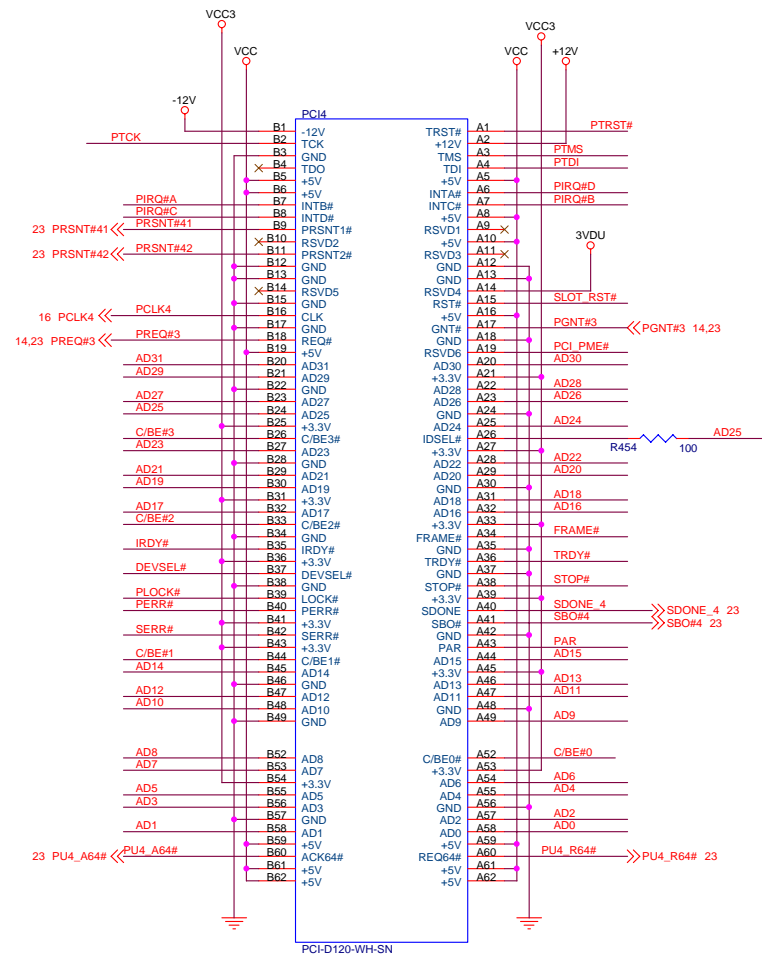 VCC3 VCC3
VCC VCC +12V
-12V
PCI4
B1 -12V TRST# A1 PTRST#
PTCK B2 TCK +12V A2
B3 GND TMS A3 PTMS
B4 TDO TDI A4 PTDI
B5 +5V +5V A5
B6 +5V INTA# A6 PIRQ#D
PIRQ#A B7 INTB# INTC# A7 PIRQ#B
PIRQ#C B8 INTD# +5V A8
23 PRSNT#41 PRSNT#41 B9 PRSNT1# RSVD1 A9
B10 RSVD2 +5V A10 3VDU
23 PRSNT#42 PRSNT#42 B11 PRSNT2# RSVD3 A11
B12 GND GND A12
B13 GND GND A13
B14 RSVD5 RSVD4 A14
B15 GND RST# A15 SLOT_RST#
16 PCLK4 PCLK4 B16 CLK +5V A16
B17 GND GNT# A17 PGNT#3 PGNT#3 14,23
14,23 PREQ#3 PREQ#3 B18 REQ# GND A18
B19 +5V RSVD6 A19 PCI_PME#
AD31 B20 AD31 AD30 A20 AD30
AD29 B21 AD29 +3.3V A21
B22 GND AD28 A22 AD28
AD27 B23 AD27 AD26 A23 AD26
AD25 B24 AD25 GND A24
B25 +3.3V AD24 A25 AD24
C/BE#3 B26 C/BE3# IDSEL# A26 R454 100 AD25
AD23 B27 AD23 +3.3V A27
B28 GND AD22 A28 AD22
AD21 B29 AD21 AD20 A29 AD20
AD19 B30 AD19 GND A30
B31 +3.3V AD18 A31 AD18
AD17 B32 AD17 AD16 A32 AD16
C/BE#2 B33 C/BE2# +3.3V A33
B34 GND FRAME# A34 FRAME#
IRDY# B35 IRDY# GND A35
B36 +3.3V TRDY# A36 TRDY#
DEVSEL# B37 DEVSEL# GND A37
B38 GND STOP# A38 STOP#
PLOCK# B39 LOCK# +3.3V A39
PERR# B40 PERR# SDONE A40 SDONE_4 SDONE_4 23
B41 +3.3V SBO# A41 SBO#4 SBO#4 23
SERR# B42 SERR# GND A42
B43 +3.3V PAR A43 PAR
C/BE#1 B44 C/BE1# AD15 A44 AD15
AD14 B45 AD14 +3.3V A45
B46 GND AD13 A46 AD13
AD12 B47 AD12 AD11 A47 AD11
AD10 B48 AD10 GND A48
B49 GND AD9 A49 AD9
AD8 B52 AD8 C/BE0# A52 C/BE#0
AD7 B53 AD7 +3.3V A53
B54 +3.3V AD6 A54 AD6
AD5 B55 AD5 AD4 A55 AD4
AD3 B56 AD3 GND A56
B57 GND AD2 A57 AD2
AD1 B58 AD1 AD0 A58 AD0
B59 +5V +5V A59
23 PU4_A64# PU4_A64# B60 ACK64# REQ64# A60 PU4_R64# PU4_R64# 23
B61 +5V +5V A61
B62 +5V +5V A62
PCI-D120-WH-SN